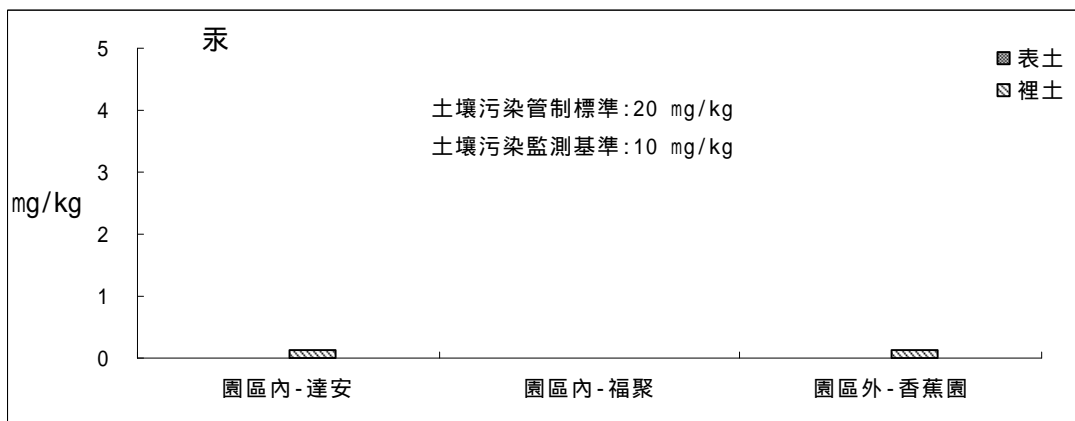 汞
表土
裡土
土壤污染管制標準:20 mg/kg
土壤污染監測基準:10 mg/kg
mg/kg
5
4
3
2
1
0
園區內-達安
園區內-福聚
園區外-香蕉園